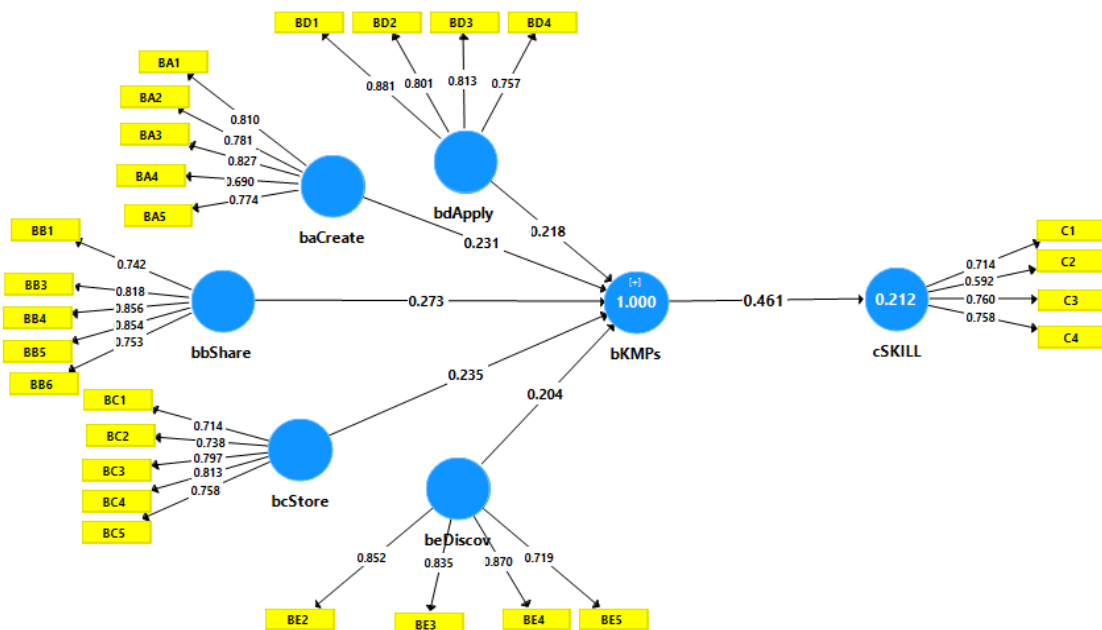 BD1
BD2
BD3
BD4
0.881
0.801
0.813
0.757
bdApply
BA1
BA2
BA3
BA4
BA5
0.810
0.781
0.827
0.690
0.774
baCreate
BB1
BB3
BB4
BB5
BB6
0.742
0.818
0.856
0.854
0.753
bbShare
BC1
BC2
BC3
BC4
BC5
0.714
0.738
0.797
0.813
0.758
bcStore
BE2
BE3
BE4
BE5
0.852
0.835
0.870
0.719
beDiscov
0.218
0.231
0.273
0.235
0.204
[+]
1.000
bKMPs
0.461
0.212
cSKILL
0.714
0.592
0.760
0.758
C1
C2
C3
C4